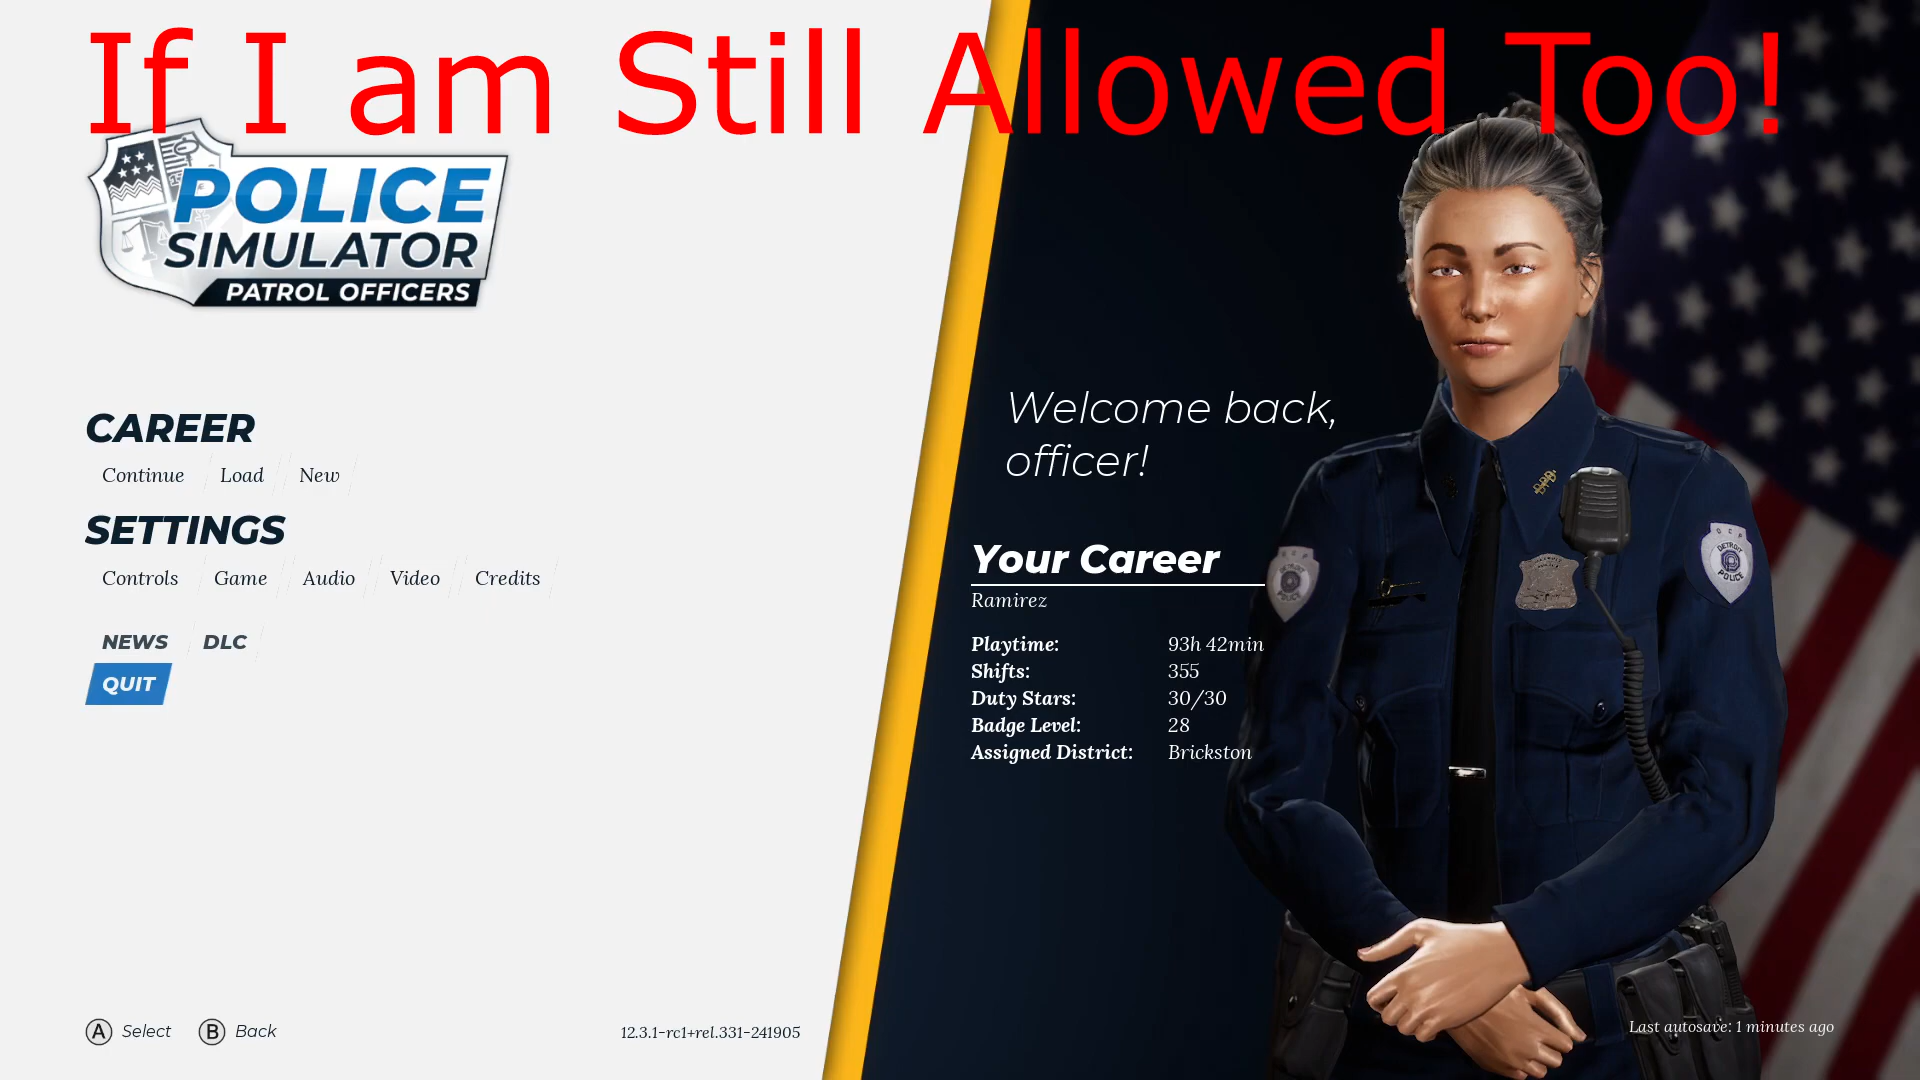 If I am Still Allowed Too!
POLICE
SIMULATOR
PATROL OFFICERS
CAREER
Continue Load New
SETTINGS
Controls Game Audio Video Credits
NEWS DLC
QUIT
A Select B Back
12.3.1-rc1+rel.331-241905
Welcome back,
officer!
Your Career
Ramirez
Playtime: 93h 42min
Shifts: 355
Duty Stars: 30/30
Badge Level: 28
Assigned District: Brickston
DETROIT
POLICE
Last autosave: 1 minutes ago